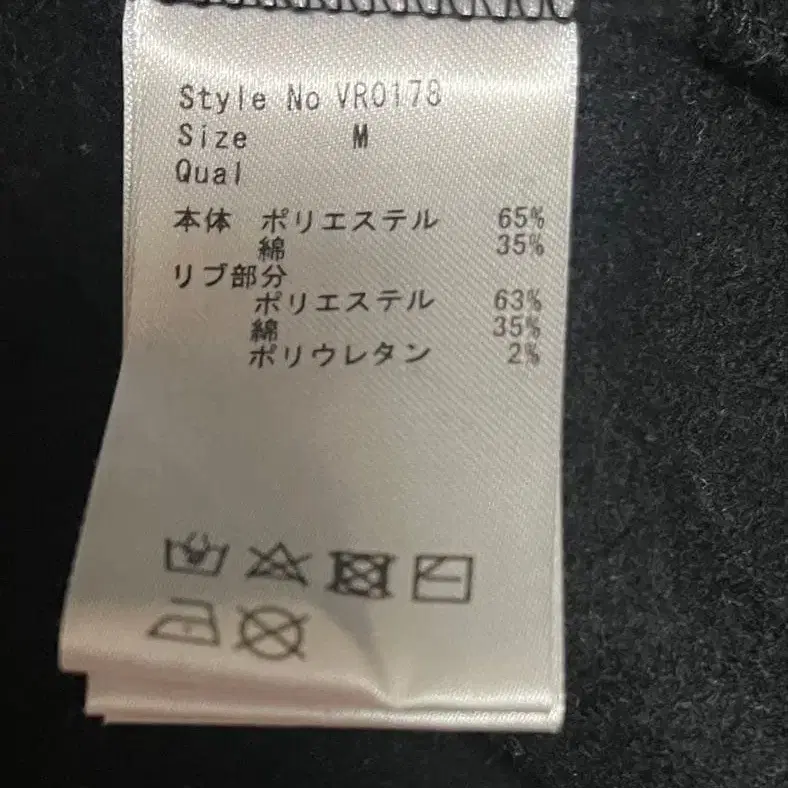 Style No VR0178
Size M
Qual
本体 ポリエステル 65%
綿 35%
リブ部分
ポリエステル 63%
綿 35%
ポリウレタン 2%